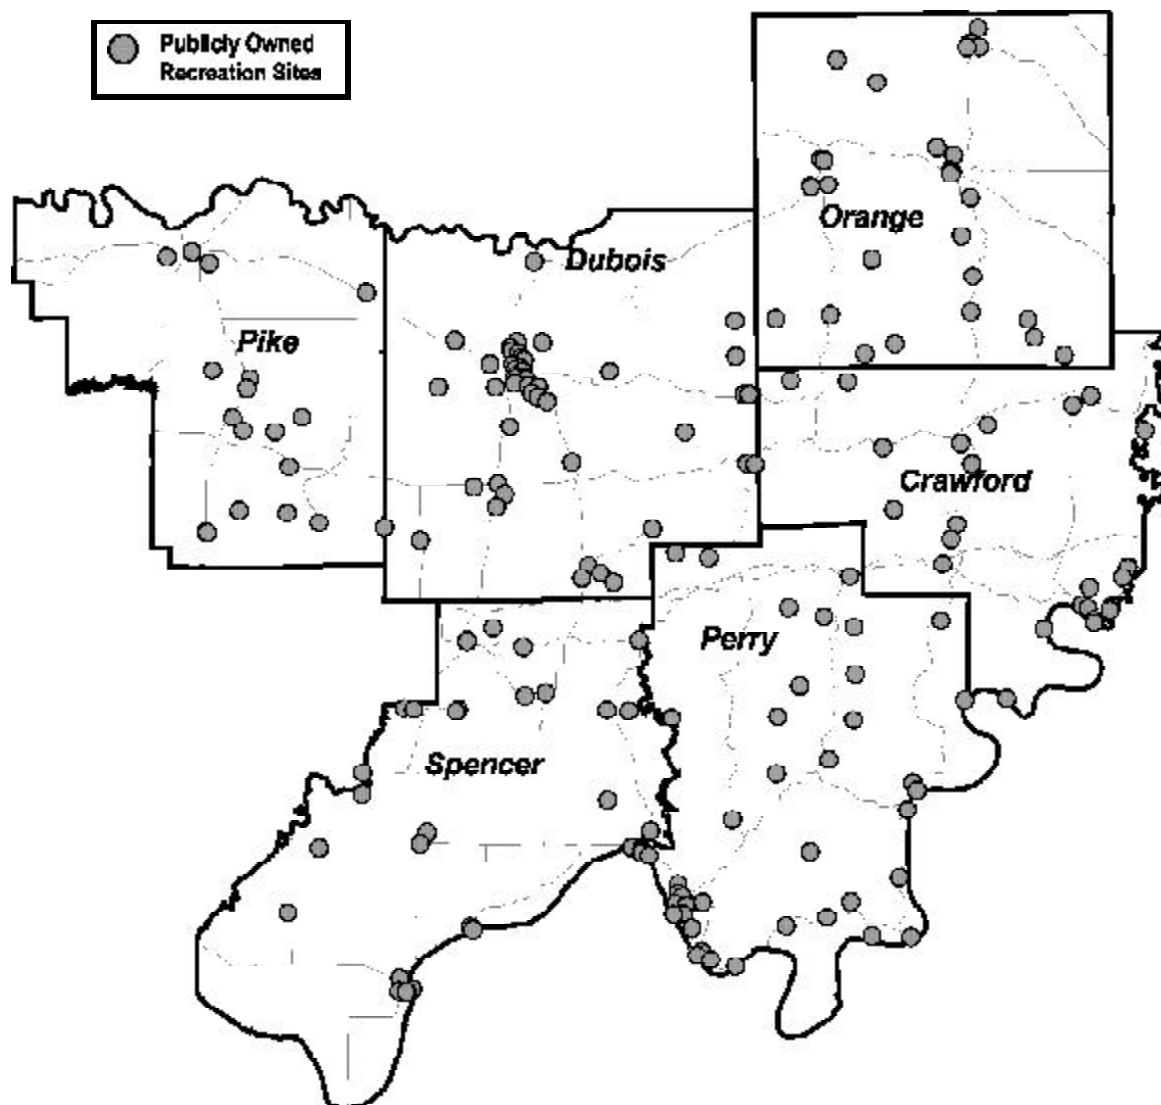 Publicly Owned
Recreation Sites
Orange
Dubois
Pike
Crawford
Perry
Spencer